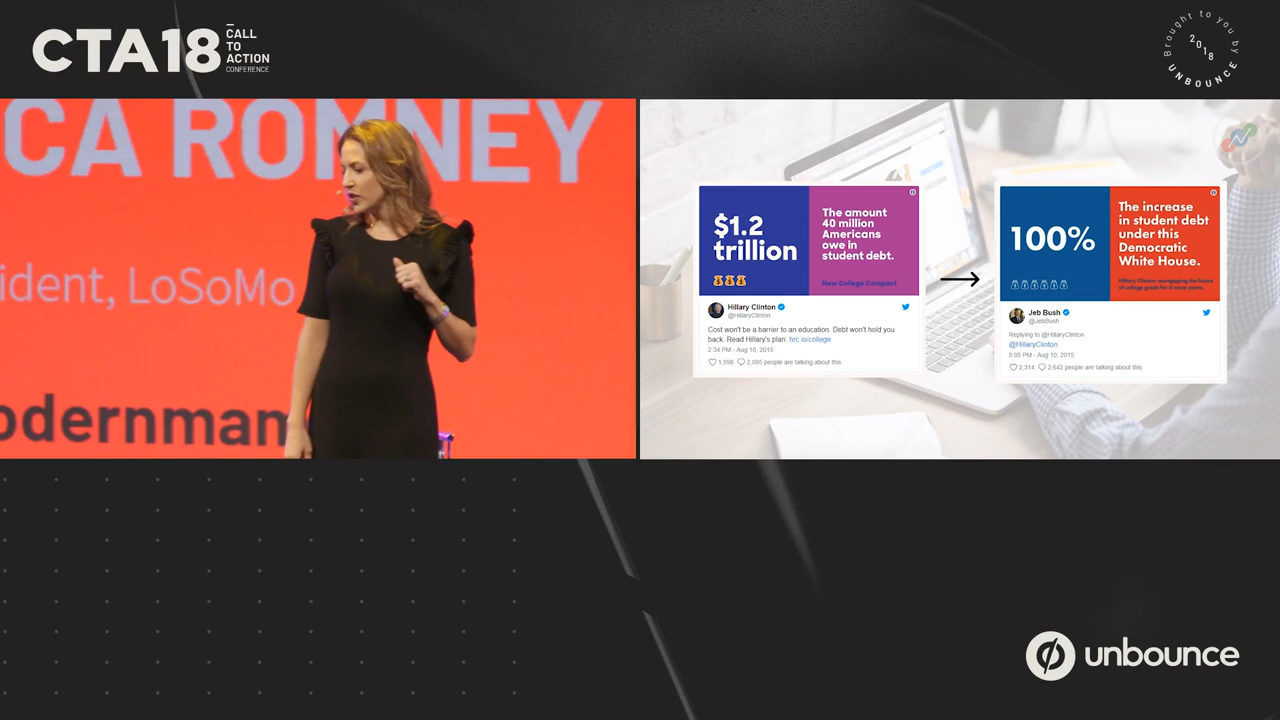 CTA18
CALL
TO
ACTION
CONFERENCE
Brought to you by
2018
UNBOUNCE
CA ROMNEY
ident, LoSoMo
odernman
$1.2
trillion
The amount
40 million
Americans
owe in
student debt.
New College Compact
Hillary Clinton
@HillaryClinton
Cost won't be a barrier to an education. Debt won't hold you
back. Read Hillary's plan: hrc.io/college
2:34 PM - Aug 10, 2015
1,598 2,095 people are talking about this
100%
The increase
in student debt
under this
Democratic
White House.
Hillary Clinton: mortgaging the future
of college grads for 4 more years.
Jeb Bush
@JebBush
Replying to @HillaryClinton
@HillaryClinton
5:05 PM - Aug 10, 2015
2,314 2,642 people are talking about this
unbounce